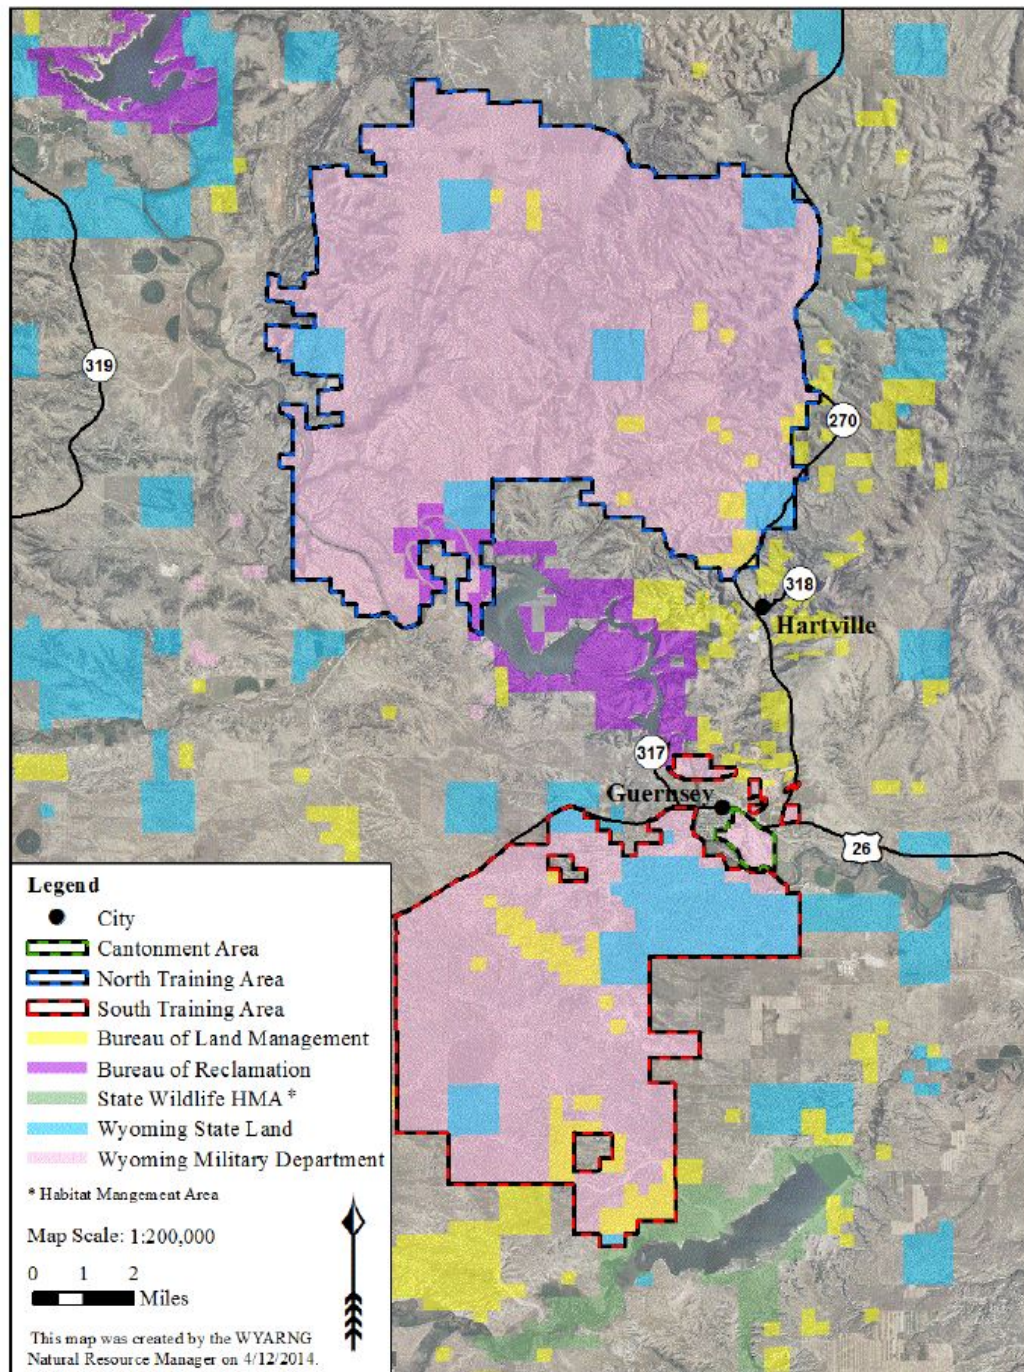 319
270
318
Hartville
317
Guernsey
26
Legend
City
Cantonment Area
North Training Area
South Training Area
Bureau of Land Management
Bureau of Reclamation
State Wildlife HMA *
Wyoming State Land
Wyoming Military Department
* Habitat Mangement Area
Map Scale: 1:200,000
0 1 2
Miles
This map was created by the WYARNG
Natural Resource Manager on 4/12/2014.